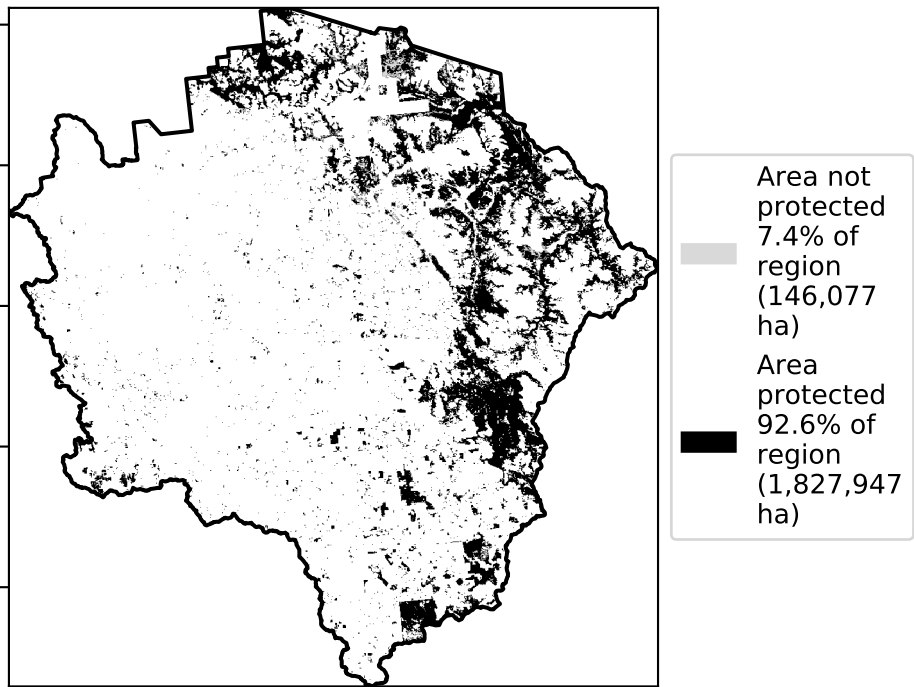 Area not
protected
7.4% of
region
(146,077
ha)
Area
protected
92.6% of
region
(1,827,947
ha)